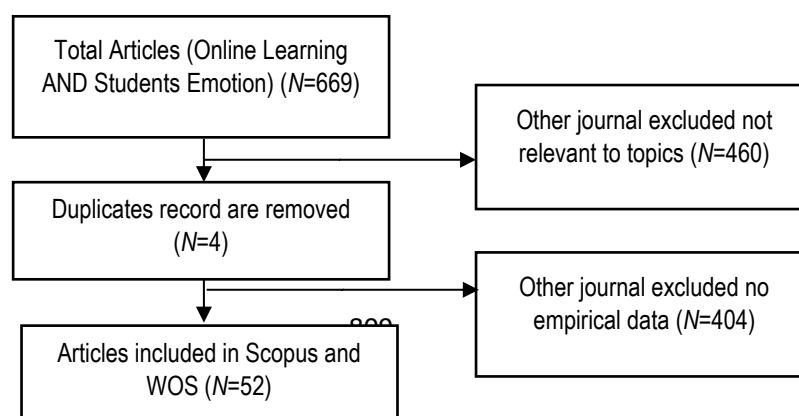 Total Articles (Online Learning
AND Students Emotion) (N=669)
Other journal excluded not
relevant to topics (N=460)
Duplicates record are removed
(N=4)
Other journal excluded no
empirical data (N=404)
Articles included in Scopus and
WOS (N=52)